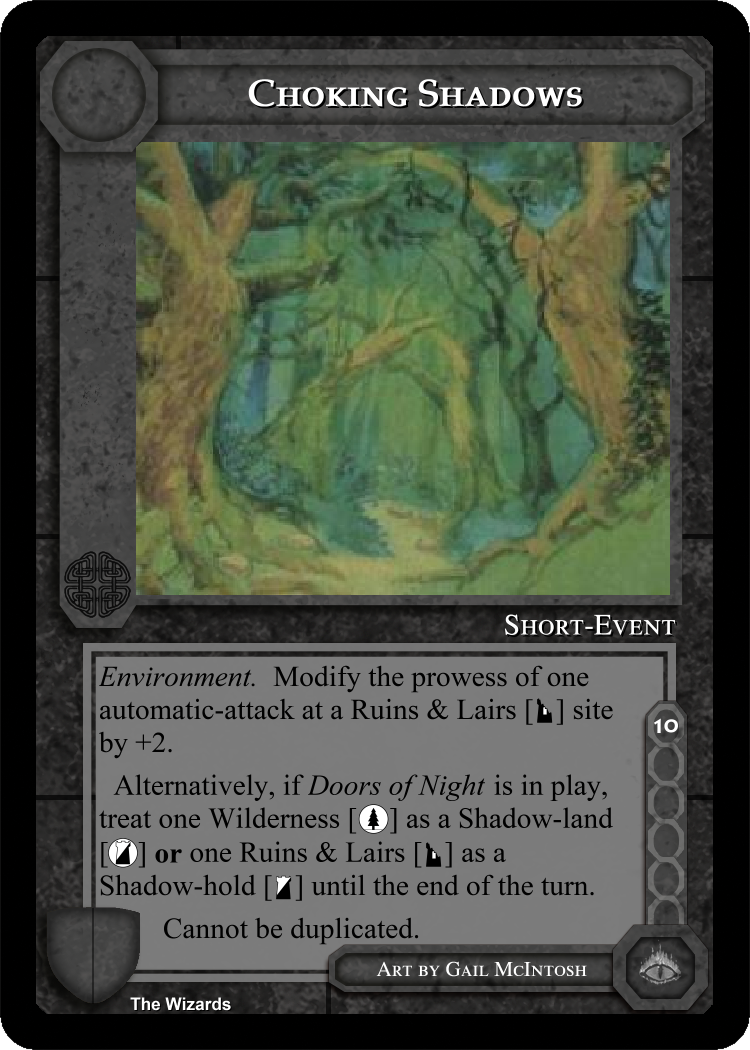 Choking Shadows
Short-Event
Environment. Modify the prowess of one
automatic-attack at a Ruins & Lairs [] site
by +2.
Alternatively, if Doors of Night is in play,
treat one Wilderness [] as a Shadow-land
[] or one Ruins & Lairs [] as a
Shadow-hold [] until the end of the turn.
Cannot be duplicated.
10
Art by Gail McIntosh
The Wizards